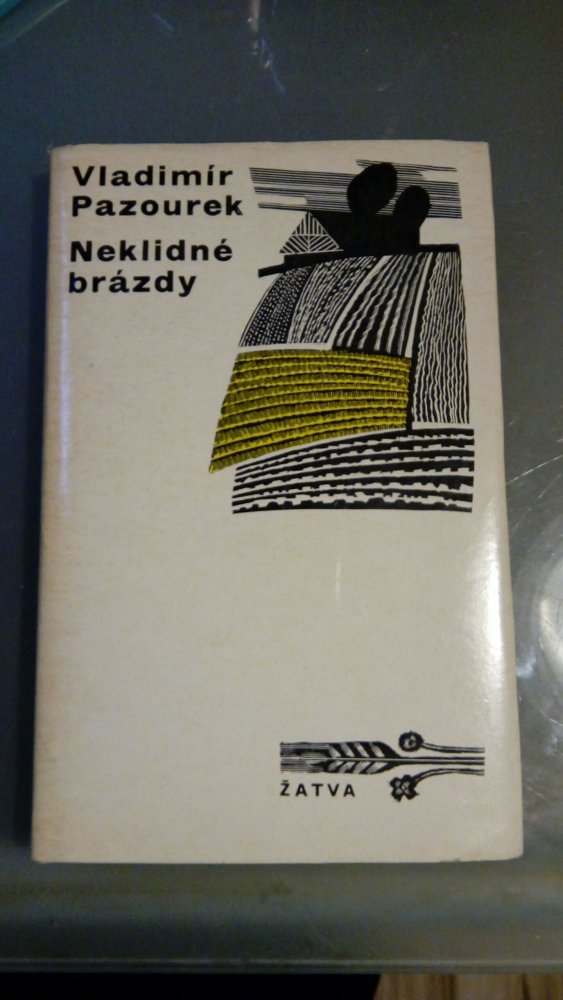 Vladimír
Pazourek
Neklidné
brázdy
ŽATVA